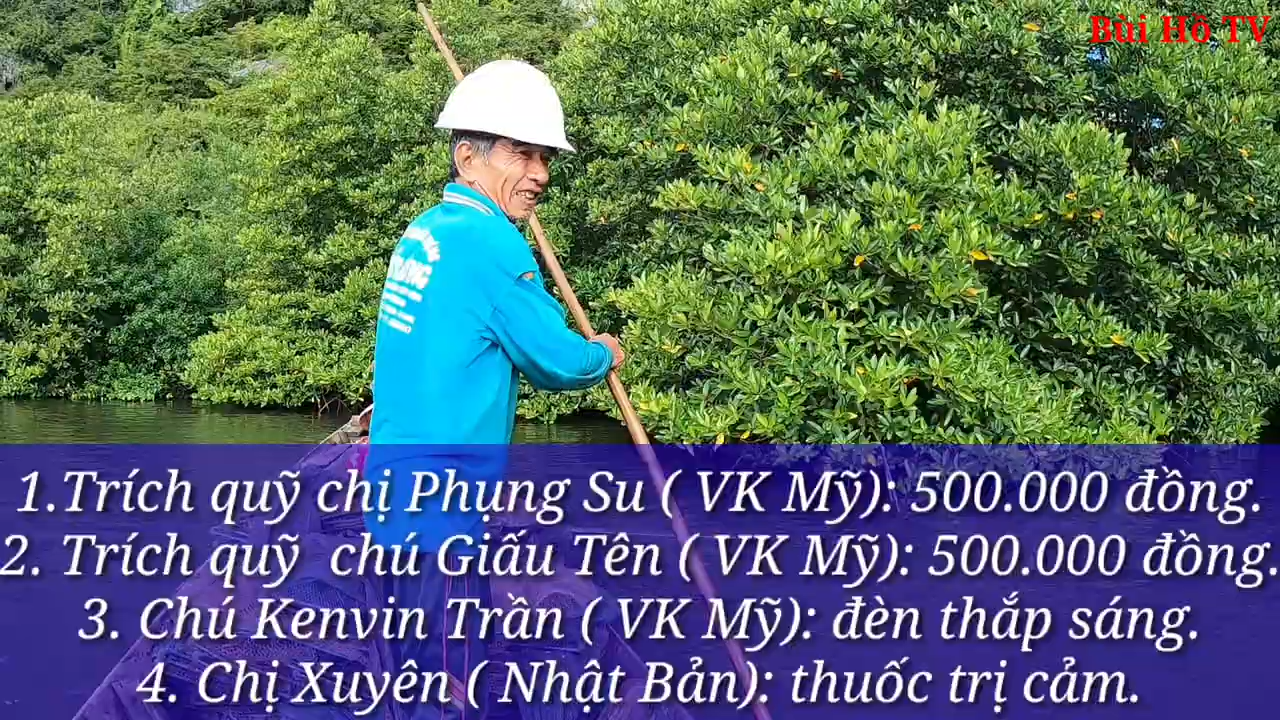 Bùi Hồ TV
1.Trích quỹ chị Phụng Su ( VK Mỹ): 500.000 đồng.
2. Trích quỹ chú Giấu Tên ( VK Mỹ): 500.000 đồng.
3. Chú Kenvin Trần ( VK Mỹ): đèn thắp sáng.
4. Chị Xuyên ( Nhật Bản): thuốc trị cảm.